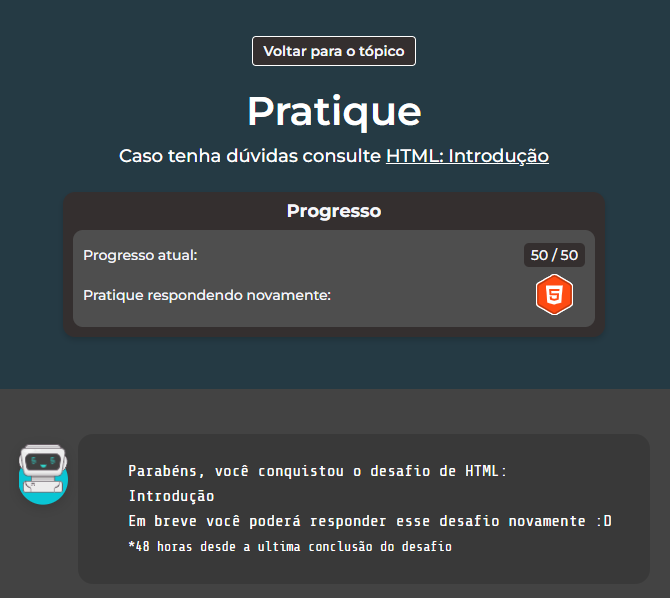 Voltar para o tópico
Pratique
Caso tenha dúvidas consulte HTML: Introdução
Progresso
Progresso atual: 50 / 50
Pratique respondendo novamente:
Parabéns, você conquistou o desafio de HTML:
Introdução
Em breve você poderá responder esse desafio novamente :D
*48 horas desde a ultima conclusão do desafio